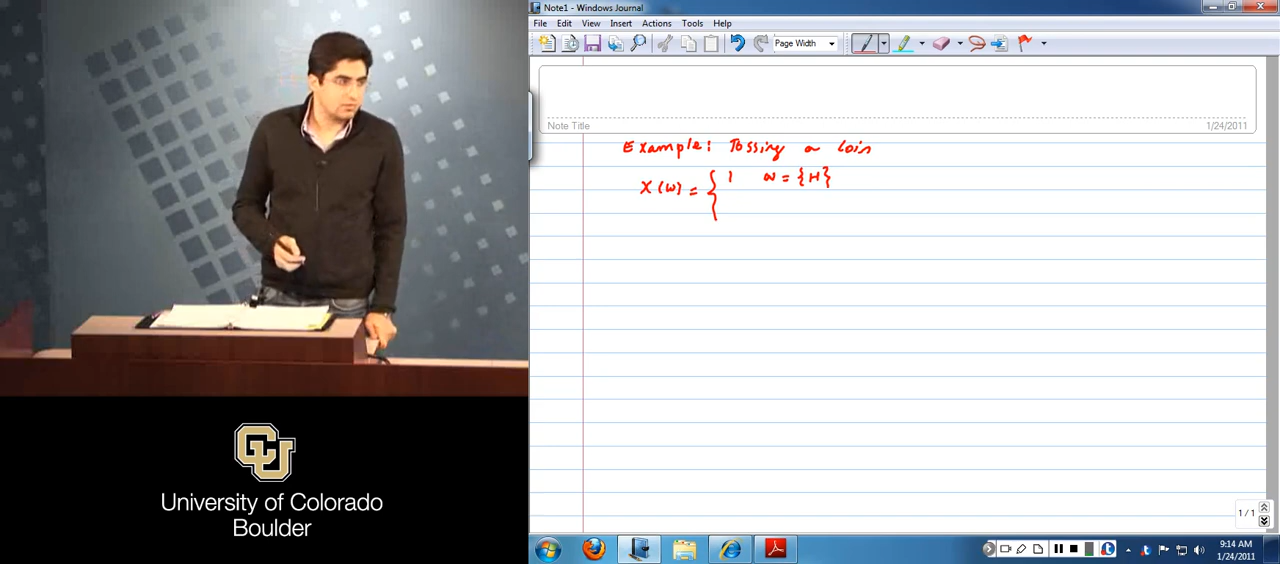 Note1 - Windows Journal
File Edit View Insert Actions Tools Help
Page Width
Note Title
1/24/2011
Example: Tossing a Coin
X(ω) = { 1 ω = {H}
University of Colorado
Boulder
CU
1 / 1
9:14 AM
1/24/2011